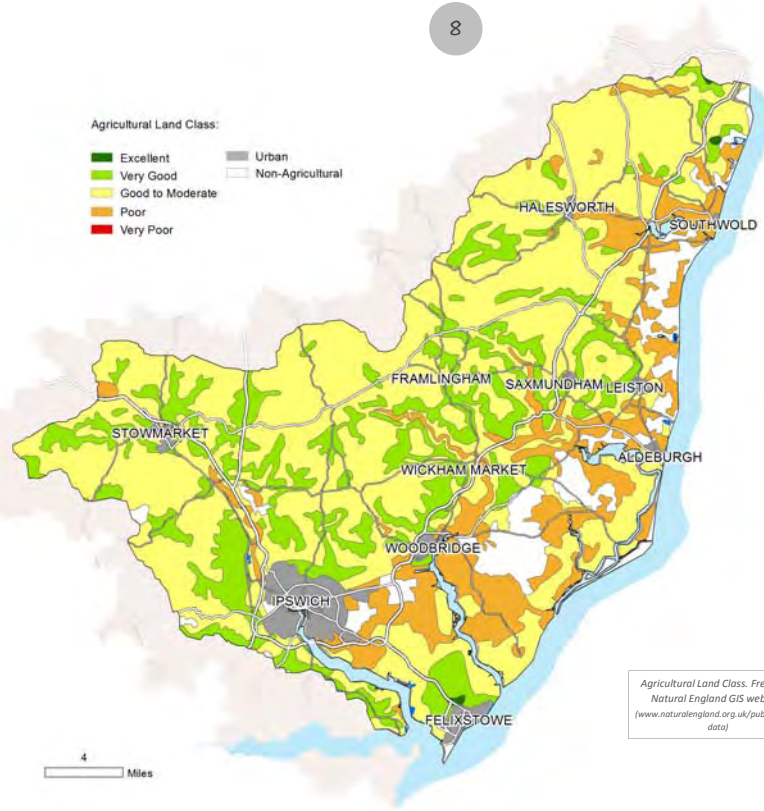 8
Agricultural Land Class:
Excellent
Very Good
Good to Moderate
Poor
Very Poor
Urban
Non-Agricultural
HALESWORTH
SOUTHWOLD
FRAMLINGHAM
SAXMUNDHAM
LEISTON
STOWMARKET
WICKHAM MARKET
ALDEBURGH
WOODBRIDGE
IPSWICH
FELIXSTOWE
4
Miles
Agricultural Land Class. Fre
Natural England GIS web
(www.naturalengland.org.uk/pub
data)